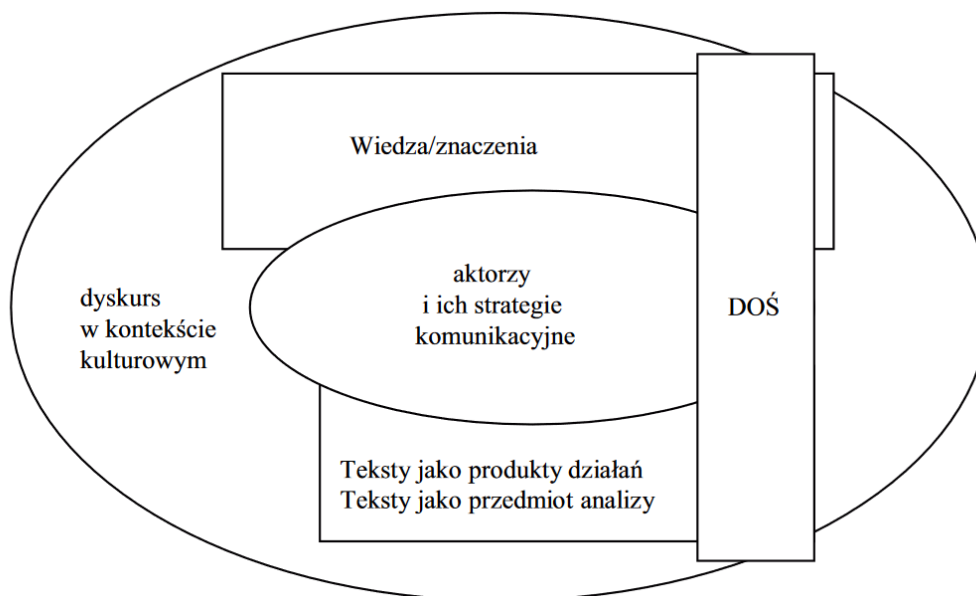 Wiedza/znaczenia
aktorzy
i ich strategie
komunikacyjne
dyskurs
w kontekście
kulturowym
DOŚ
Teksty jako produkty działań
Teksty jako przedmiot analizy